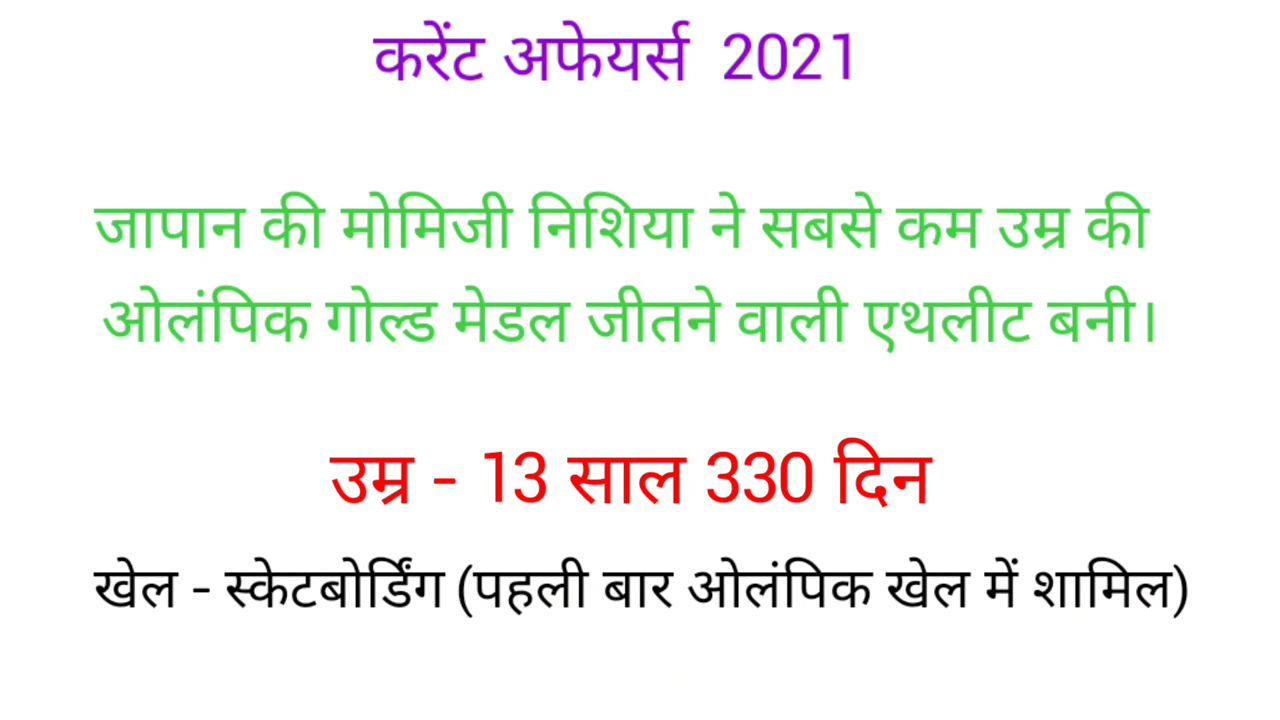 करेंट अफेयर्स 2021
जापान की मोमिजी निशिया ने सबसे कम उम्र की
ओलंपिक गोल्ड मेडल जीतने वाली एथलीट बनी।
उम्र - 13 साल 330 दिन
खेल - स्केटबोर्डिंग (पहली बार ओलंपिक खेल में शामिल)